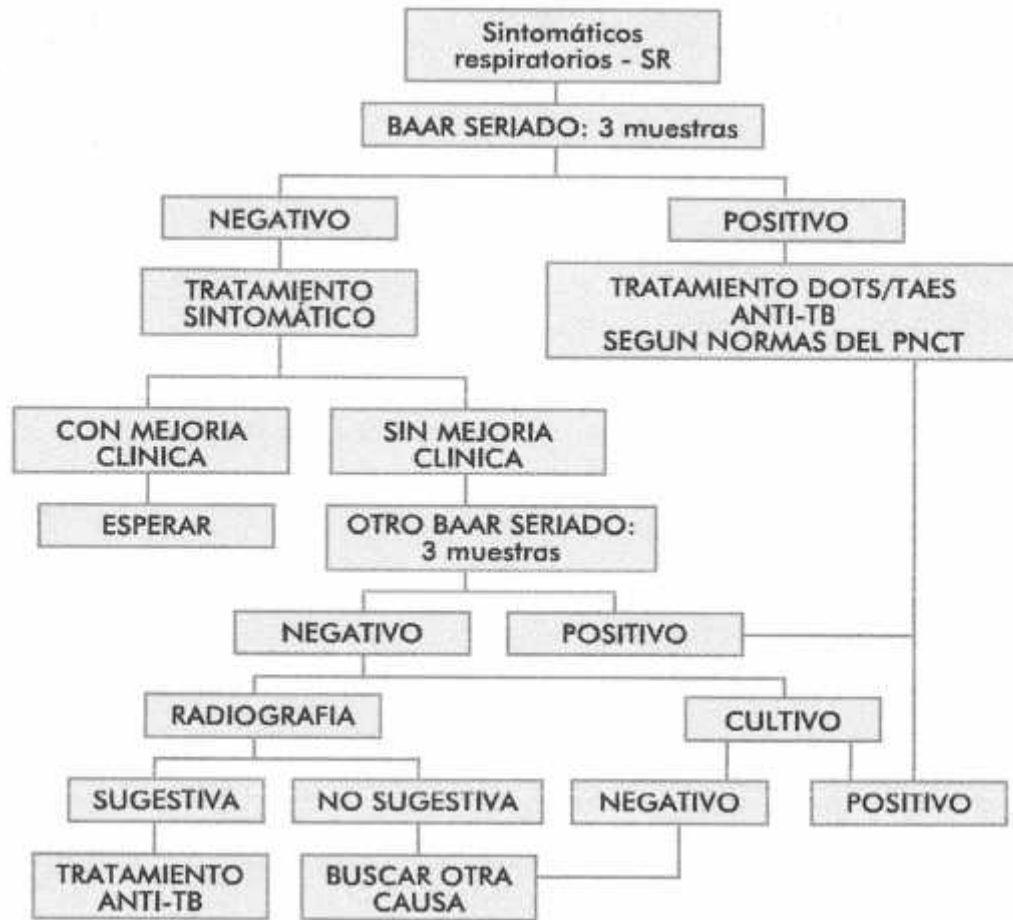 Sintomáticos
respiratorios - SR
BAAR SERIADO: 3 muestras
NEGATIVO
POSITIVO
TRATAMIENTO
SINTOMÁTICO
TRATAMIENTO DOTS/TAES
ANTI-TB
SEGUN NORMAS DEL PNCT
CON MEJORIA
CLINICA
SIN MEJORIA
CLINICA
ESPERAR
OTRO BAAR SERIADO:
3 muestras
NEGATIVO
POSITIVO
RADIOGRAFIA
CULTIVO
SUGESTIVA
NO SUGESTIVA
NEGATIVO
POSITIVO
TRATAMIENTO
ANTI-TB
BUSCAR OTRA
CAUSA